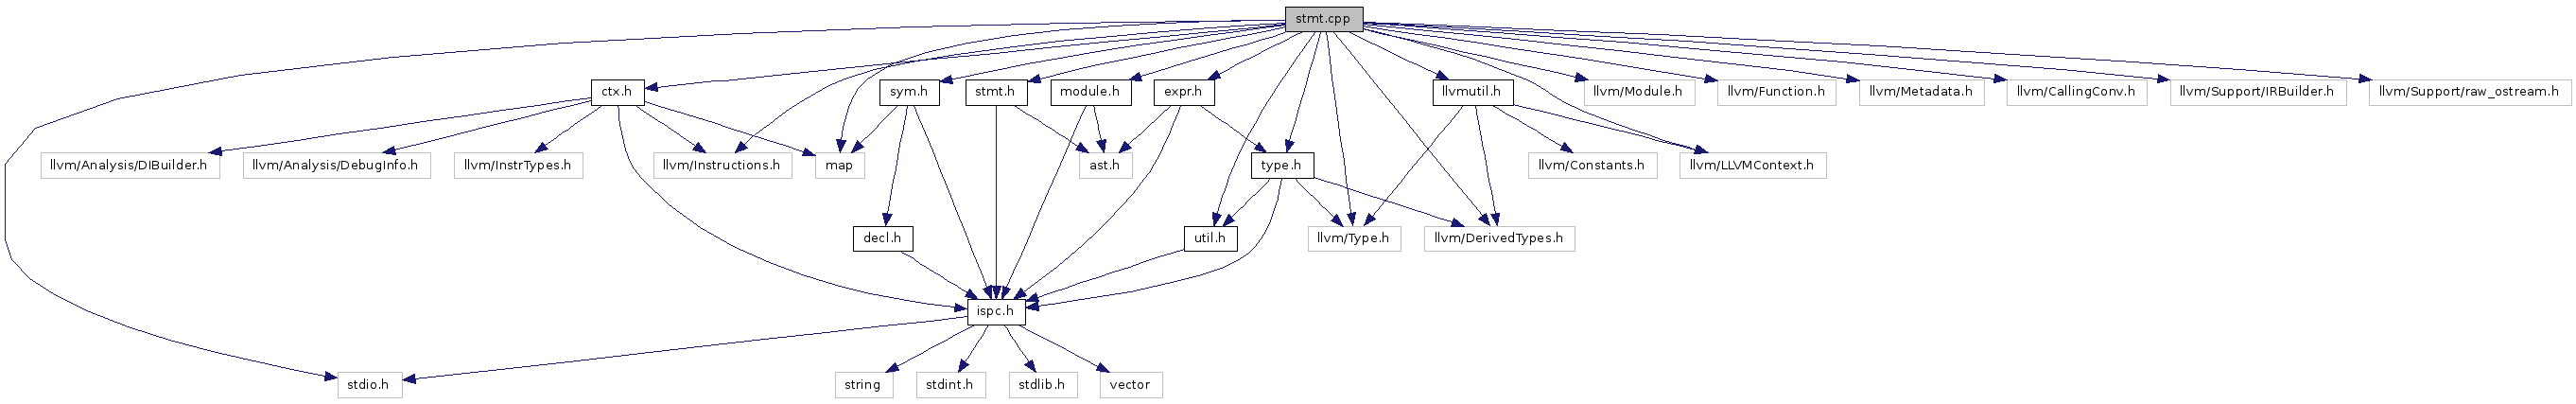 stmt.cpp
ctx.h
sym.h
stmt.h
module.h
expr.h
llvmutil.h
llvm/Module.h
llvm/Function.h
llvm/Metadata.h
llvm/CallingConv.h
llvm/Support/IRBuilder.h
llvm/Support/raw_ostream.h
llvm/Analysis/DIBuilder.h
llvm/Analysis/DebugInfo.h
llvm/InstrTypes.h
llvm/Instructions.h
map
ast.h
type.h
llvm/Constants.h
llvm/LLVMContext.h
decl.h
util.h
llvm/Type.h
llvm/DerivedTypes.h
ispc.h
stdio.h
string
stdint.h
stdlib.h
vector